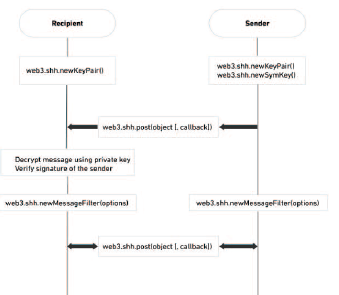 Recipient
Sender
web3.shh.newKeyPair()
web3.shh.newKeyPair()
web3.shh.newSymKey()
web3.shh.post(object [, callback])
Decrypt message using private key
Verify signature of the sender
web3.shh.newMessageFilter(options)
web3.shh.newMessageFilter(options)
web3.shh.post(object [, callback])